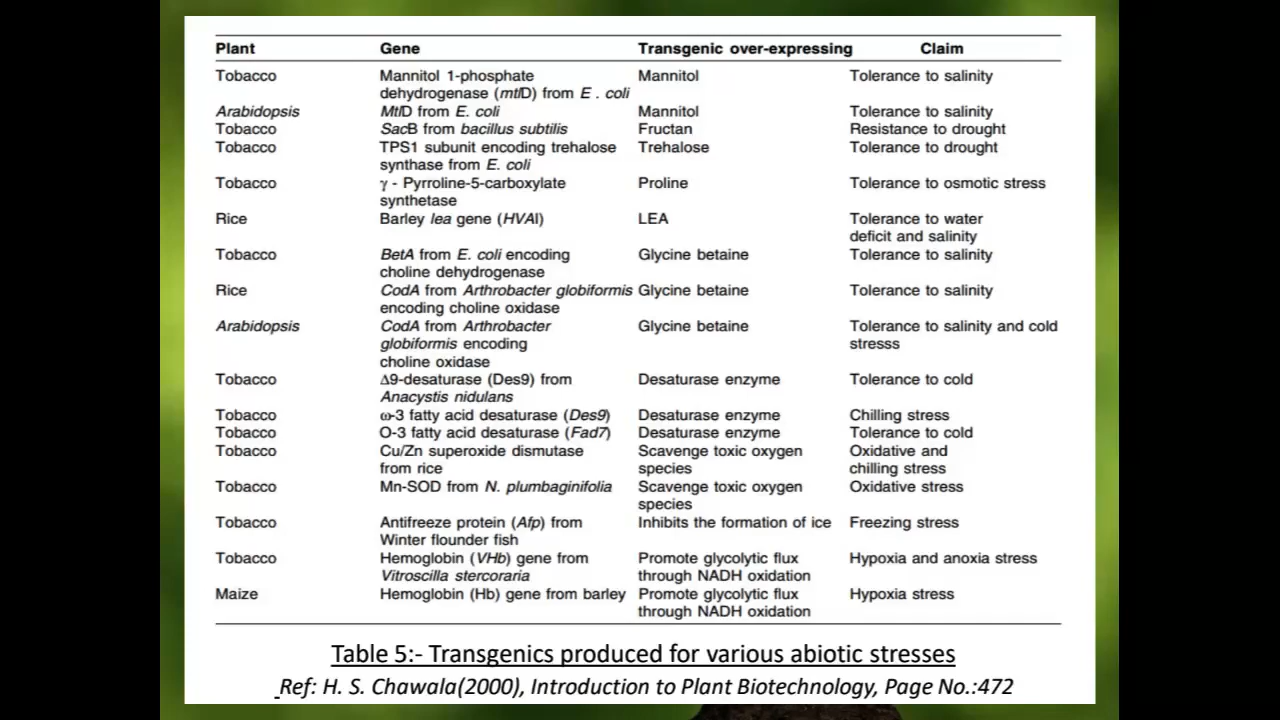 Plant Gene Transgenic over-expressing Claim
Tobacco Mannitol 1-phosphate Mannitol Tolerance to salinity
dehydrogenase (mtlD) from E . coli
Arabidopsis MtlD from E. coli Mannitol Tolerance to salinity
Tobacco SacB from bacillus subtilis Fructan Resistance to drought
Tobacco TPS1 subunit encoding trehalose Trehalose Tolerance to drought
synthase from E. coli
Tobacco γ - Pyrroline-5-carboxylate Proline Tolerance to osmotic stress
synthetase
Rice Barley lea gene (HVAI) LEA Tolerance to water
deficit and salinity
Tobacco BetA from E. coli encoding Glycine betaine Tolerance to salinity
choline dehydrogenase
Rice CodA from Arthrobacter globiformis Glycine betaine Tolerance to salinity
encoding choline oxidase
Arabidopsis CodA from Arthrobacter Glycine betaine Tolerance to salinity and cold
globiformis encoding stresss
choline oxidase
Tobacco Δ9-desaturase (Des9) from Desaturase enzyme Tolerance to cold
Anacystis nidulans
Tobacco ω-3 fatty acid desaturase (Des9) Desaturase enzyme Chilling stress
Tobacco O-3 fatty acid desaturase (Fad7) Desaturase enzyme Tolerance to cold
Tobacco Cu/Zn superoxide dismutase Scavenge toxic oxygen Oxidative and
from rice species chilling stress
Tobacco Mn-SOD from N. plumbaginifolia Scavenge toxic oxygen Oxidative stress
species
Tobacco Antifreeze protein (Afp) from Inhibits the formation of ice Freezing stress
Winter flounder fish
Tobacco Hemoglobin (VHb) gene from Promote glycolytic flux Hypoxia and anoxia stress
Vitroscilla stercoraria through NADH oxidation
Maize Hemoglobin (Hb) gene from barley Promote glycolytic flux Hypoxia stress
through NADH oxidation
Table 5:- Transgenics produced for various abiotic stresses
Ref: H. S. Chawala(2000), Introduction to Plant Biotechnology, Page No.:472